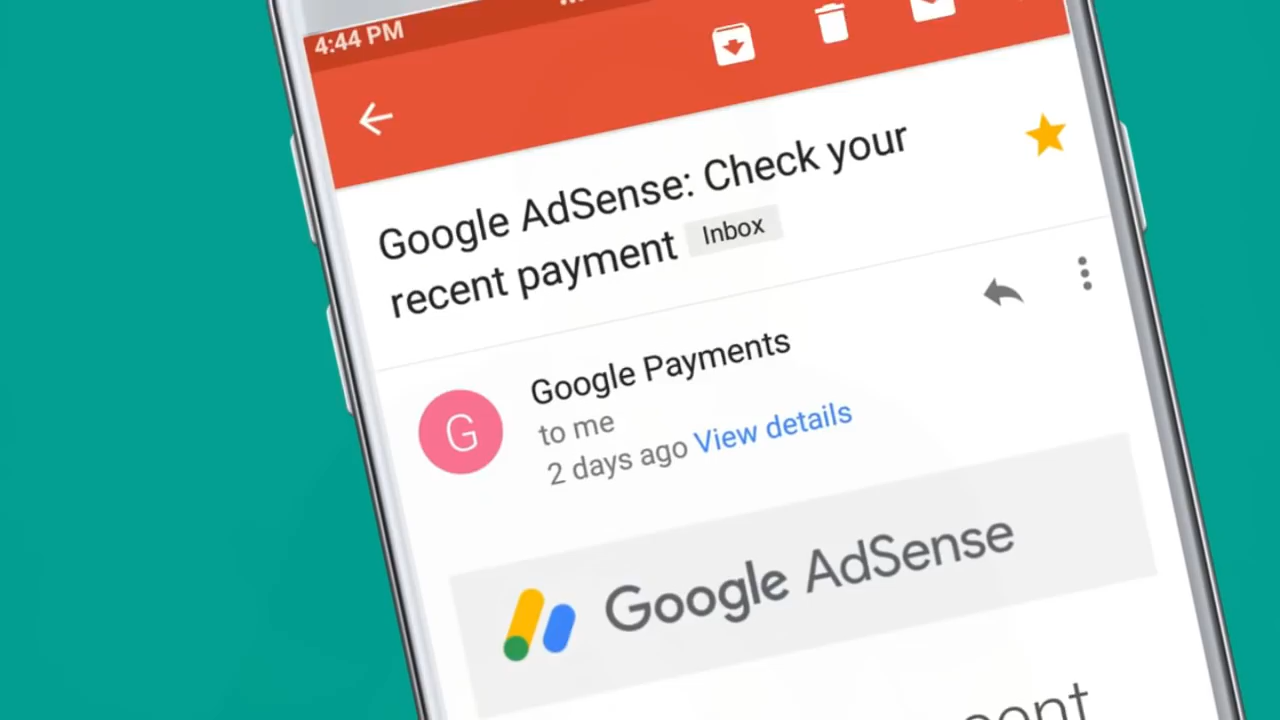 4:44 PM
Google AdSense: Check your
recent payment Inbox
G Google Payments
to me
2 days ago View details
Google AdSense